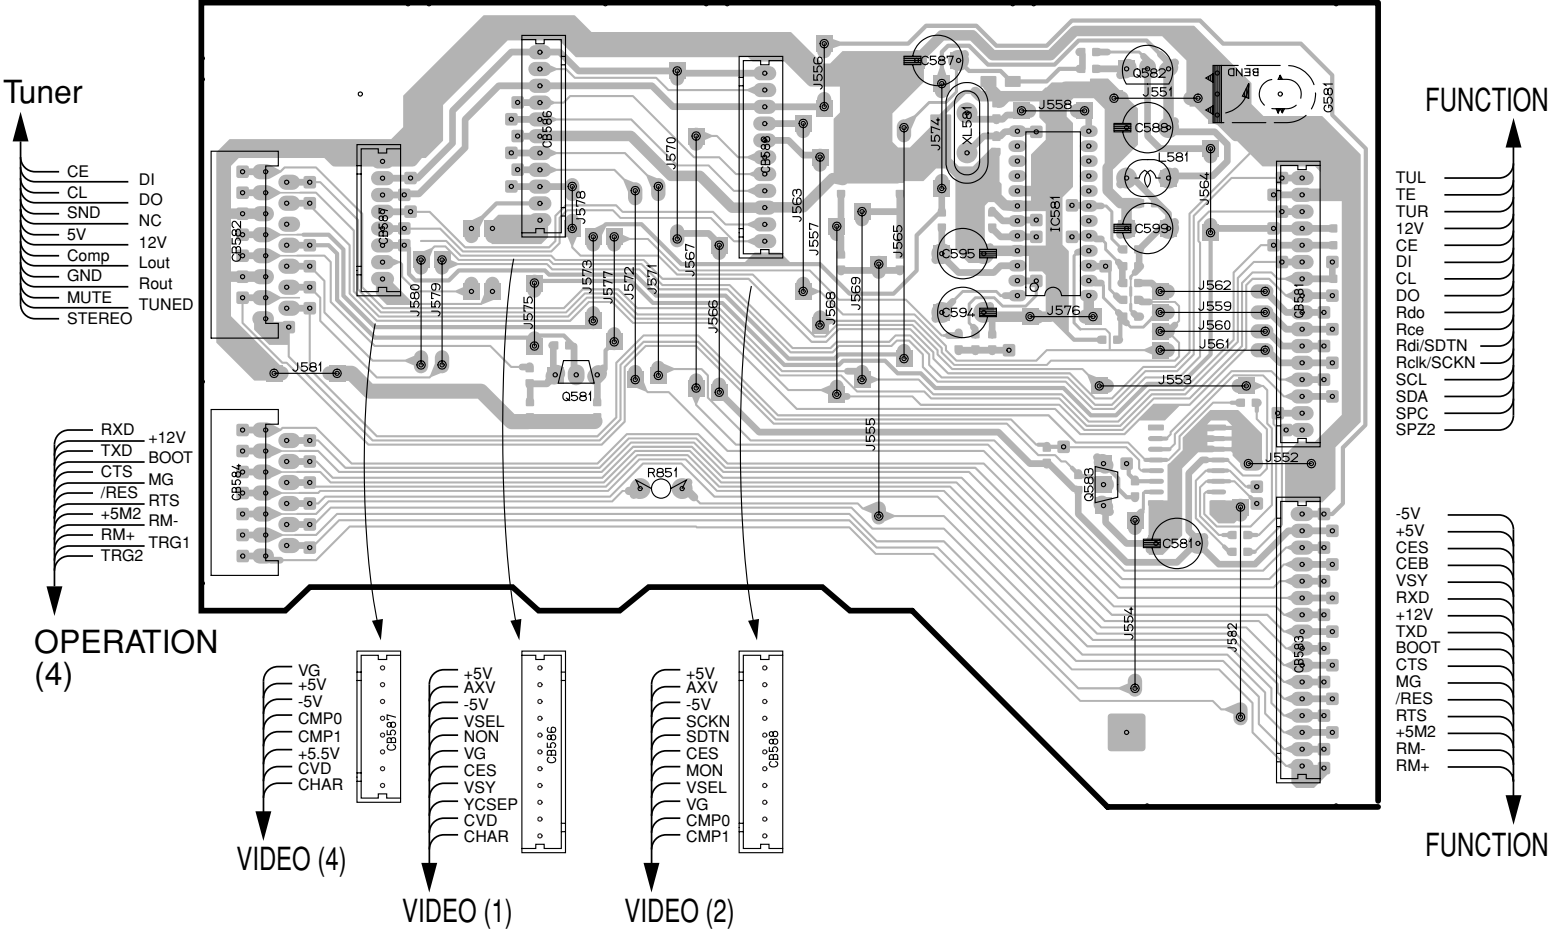 Tuner
CE
DI
CL
DO
SND
NC
5V
12V
Comp
Lout
GND
Rout
MUTE
TUNED
STEREO
RXD
+12V
TXD
BOOT
CTS
MG
/RES
RTS
+5M2
RM-
RM+
TRG1
TRG2
OPERATION
(4)
CB582
CB584
CB587
CB586
CB588
J581
J580
J579
J575
J578
J573
J577
J572
J571
J570
J567
J566
J556
J563
J557
J568
J569
J565
J555
J574
Q581
R851
C587
XL581
C595
C594
J558
IC581
J576
Q582
J551
C588
L581
C599
J564
BEND
G581
J562
J559
J560
J561
J553
J552
CB581
Q583
C581
J554
J582
CB583
FUNCTION
TUL
TE
TUR
12V
CE
DI
CL
DO
Rdo
Rce
Rdi/SDTN
Rclk/SCKN
SCL
SDA
SPC
SPZ2
-5V
+5V
CES
CEB
VSY
RXD
+12V
TXD
BOOT
CTS
MG
/RES
RTS
+5M2
RM-
RM+
FUNCTION
VG
+5V
-5V
CMP0
CMP1
+5.5V
CVD
CHAR
CB587
VIDEO (4)
+5V
AXV
-5V
VSEL
NON
VG
CES
VSY
YCSEP
CVD
CHAR
CB586
VIDEO (1)
+5V
AXV
-5V
SCKN
SDTN
CES
MON
VSEL
VG
CMP0
CMP1
CB588
VIDEO (2)